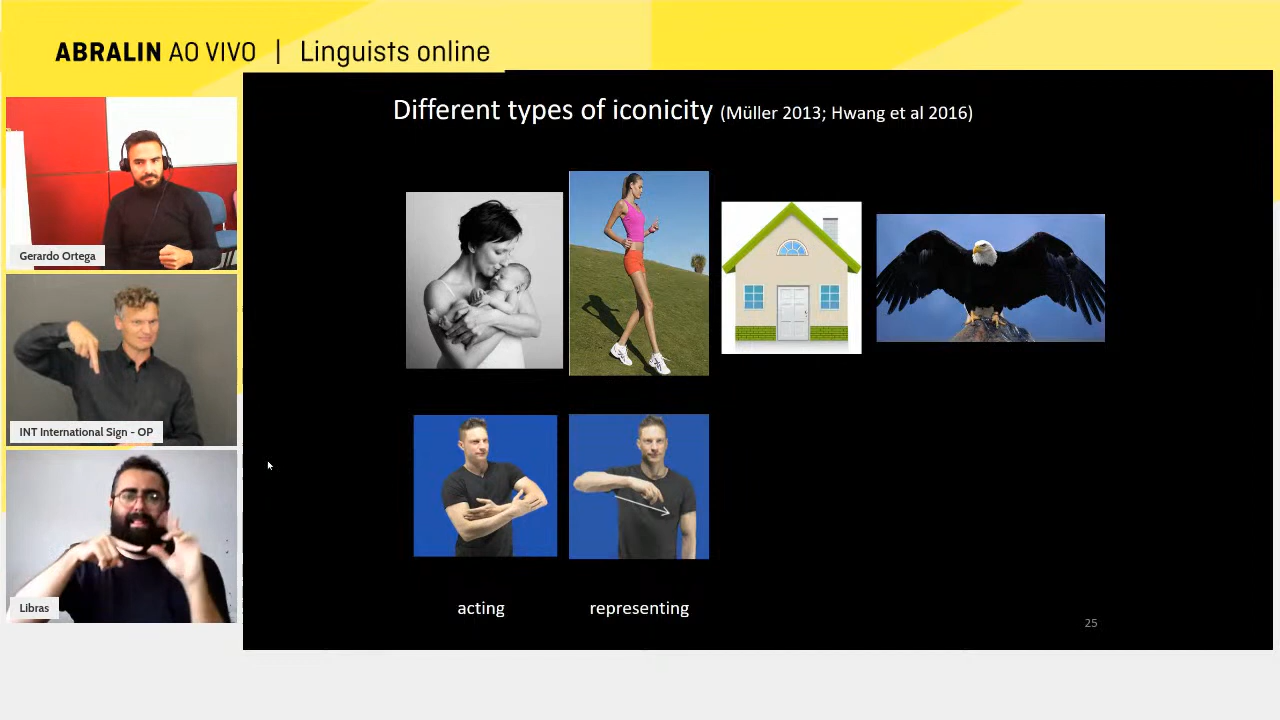 ABRALIN AO VIVO | Linguists online
Different types of iconicity (Müller 2013; Hwang et al 2016)
Gerardo Ortega
INT International Sign - OP
Libras
acting
representing
25